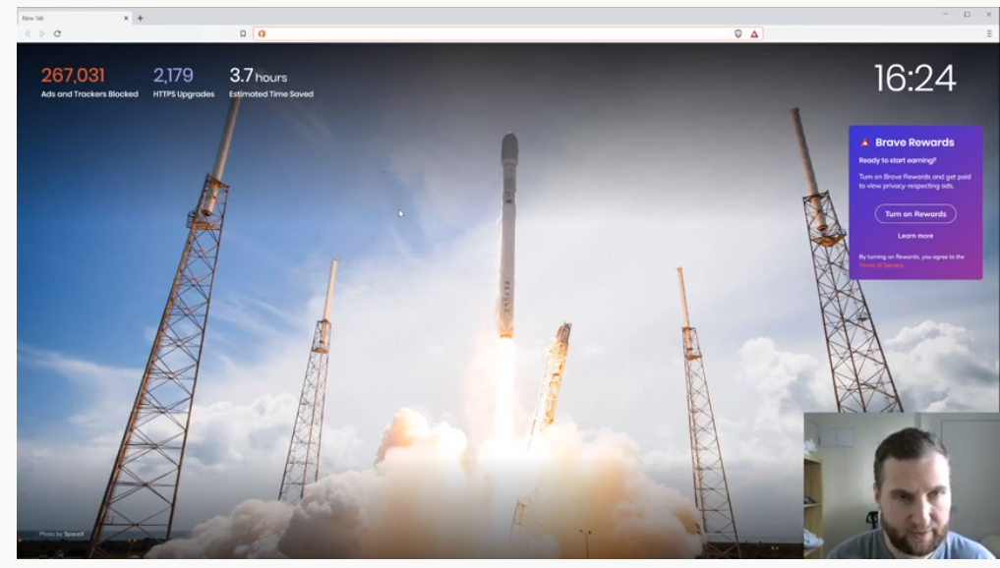 New Tab
267,031
Ads and Trackers Blocked
2,179
HTTPS Upgrades
3.7 hours
Estimated Time Saved
16:24
Brave Rewards
Ready to start earning?
Turn on Brave Rewards and get paid
to view privacy-respecting ads.
Turn on Rewards
Learn more
By turning on Rewards, you agree to the
Terms of Service.
Photo by SpaceX